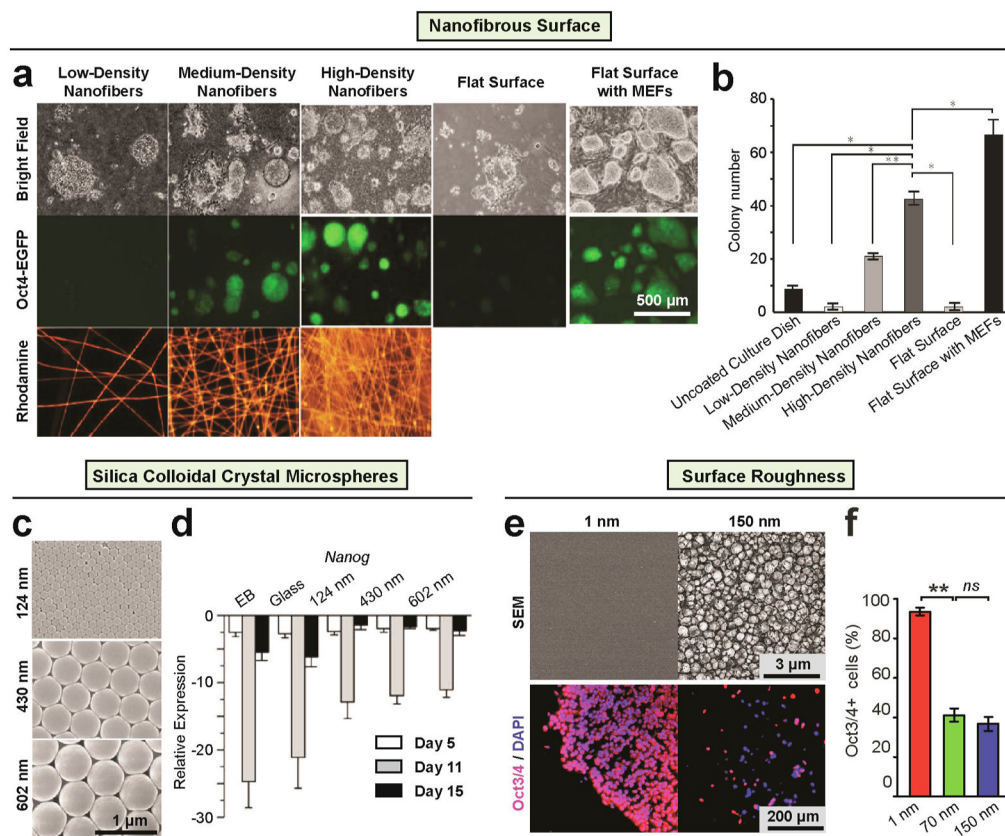 Nanofibrous Surface
a
Low-Density
Nanofibers
Medium-Density
Nanofibers
High-Density
Nanofibers
Flat Surface
Flat Surface
with MEFs
Bright Field
Oct4-EGFP
500 µm
Rhodamine
b
Colony number
80
60
40
20
0
* * ** * *
Uncoated Culture Dish
Low-Density Nanofibers
Medium-Density Nanofibers
High-Density Nanofibers
Flat Surface
Flat Surface with MEFs
Silica Colloidal Crystal Microspheres
c
124 nm
430 nm
602 nm
1 µm
d
Nanog
EB
Glass
124 nm
430 nm
602 nm
Relative Expression
0
-10
-20
-30
Day 5
Day 11
Day 15
Surface Roughness
e
1 nm
150 nm
SEM
3 µm
Oct3/4 / DAPI
200 µm
f
** ns
Oct3/4+ cells (%)
100
80
60
40
20
0
1 nm
70 nm
150 nm